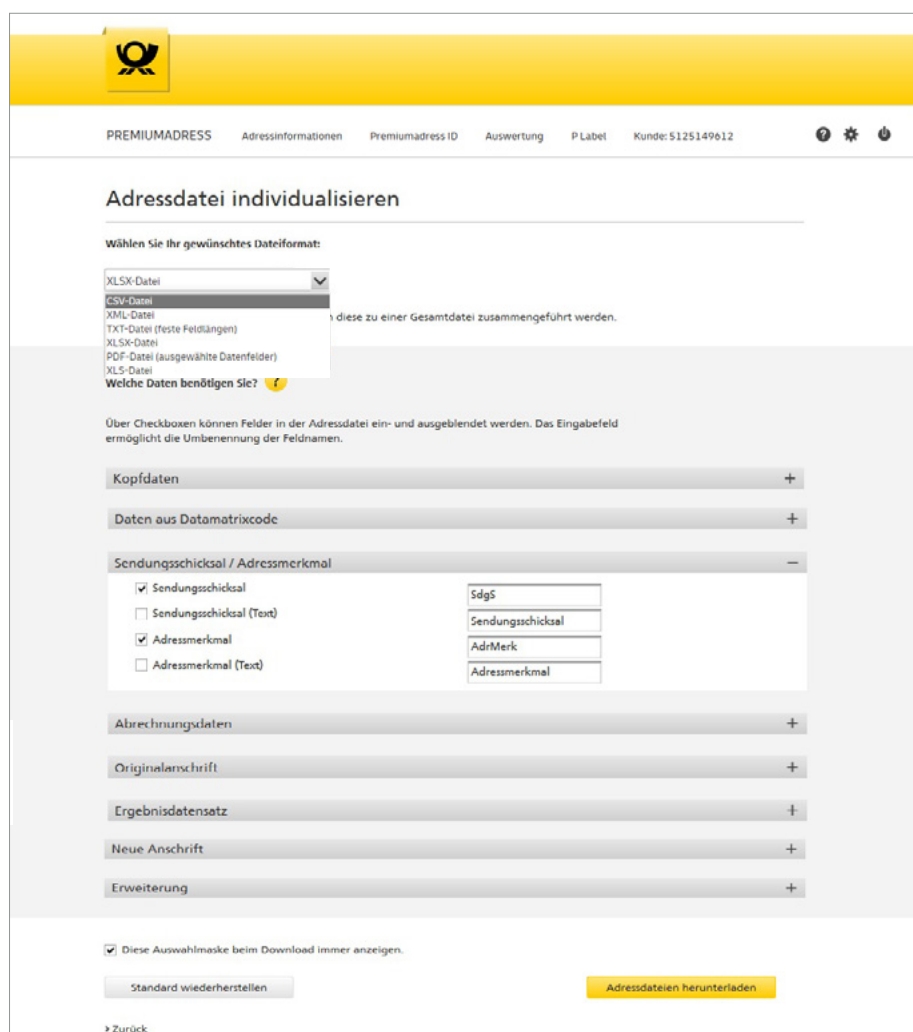 PREMIUMADRESS Adressinformationen Premiumadress ID Auswertung P Label Kunde: 5125149612
Adressdatei individualisieren
Wählen Sie Ihr gewünschtes Dateiformat:
XLSX-Datei
CSV-Datei
XML-Datei
diese zu einer Gesamtdatei zusammengeführt werden.
TXT-Datei (feste Feldlängen)
XLSX-Datei
PDF-Datei (ausgewählte Datenfelder)
XLS-Datei
Welche Daten benötigen Sie? ?
Über Checkboxen können Felder in der Adressdatei ein- und ausgeblendet werden. Das Eingabefeld
ermöglicht die Umbenennung der Feldnamen.
Kopfdaten
Daten aus Datamatrixcode
Sendungsschicksal / Adressmerkmal
Sendungsschicksal SdgS
Sendungsschicksal (Text) Sendungsschicksal
Adressmerkmal AdrMerk
Adressmerkmal (Text) Adressmerkmal
Abrechnungsdaten
Originalanschrift
Ergebnisdatensatz
Neue Anschrift
Erweiterung
Diese Auswahlmaske beim Download immer anzeigen.
Standard wiederherstellen Adressdateien herunterladen
Zurück